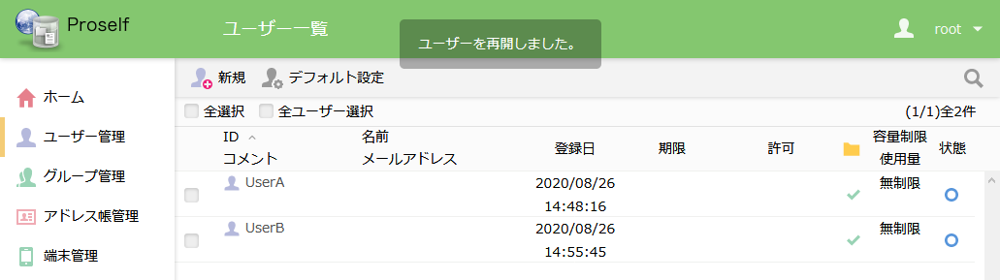 Proself
ユーザー一覧
ユーザーを再開しました。
root
新規
デフォルト設定
ホーム
ユーザー管理
グループ管理
アドレス帳管理
端末管理
全選択
全ユーザー選択
(1/1)全2件
ID
コメント
名前
メールアドレス
登録日
期限
許可
容量制限
使用量
状態
UserA
2020/08/26
14:48:16
無制限
UserB
2020/08/26
14:55:45
無制限